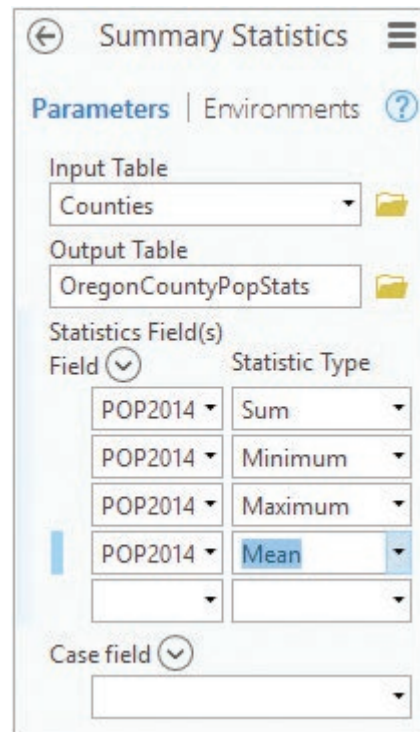 Summary Statistics
Parameters | Environments ?
Input Table
Counties
Output Table
OregonCountyPopStats
Statistics Field(s)
Field Statistic Type
POP2014 Sum
POP2014 Minimum
POP2014 Maximum
POP2014 Mean
Case field